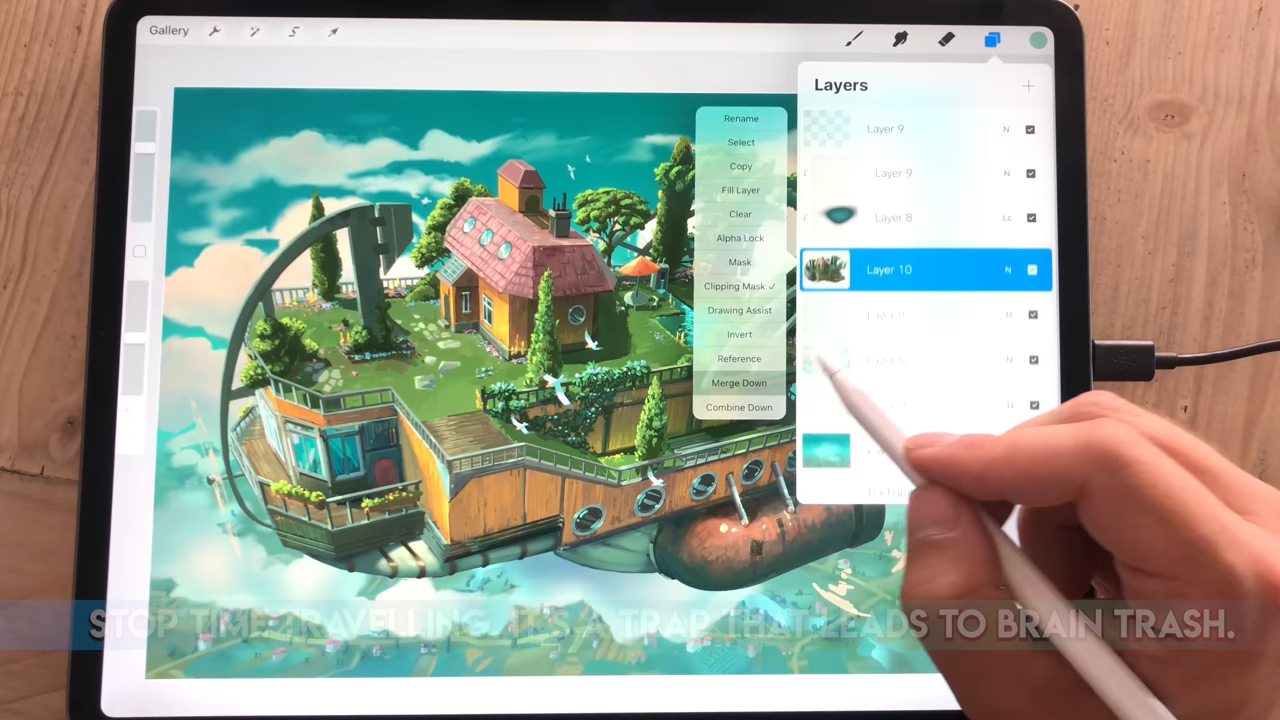 Gallery
Layers
Layer 9 N
Rename
Select
Copy
Fill Layer
Clear
Alpha Lock
Mask
Clipping Mask ✓
Drawing Assist
Invert
Reference
Merge Down
Combine Down
Layer 9 N
Layer 8 Lc
Layer 10 N
N
N
STOP TIME TRAVELLING. IT'S A TRAP THAT LEADS TO BRAIN TRASH.